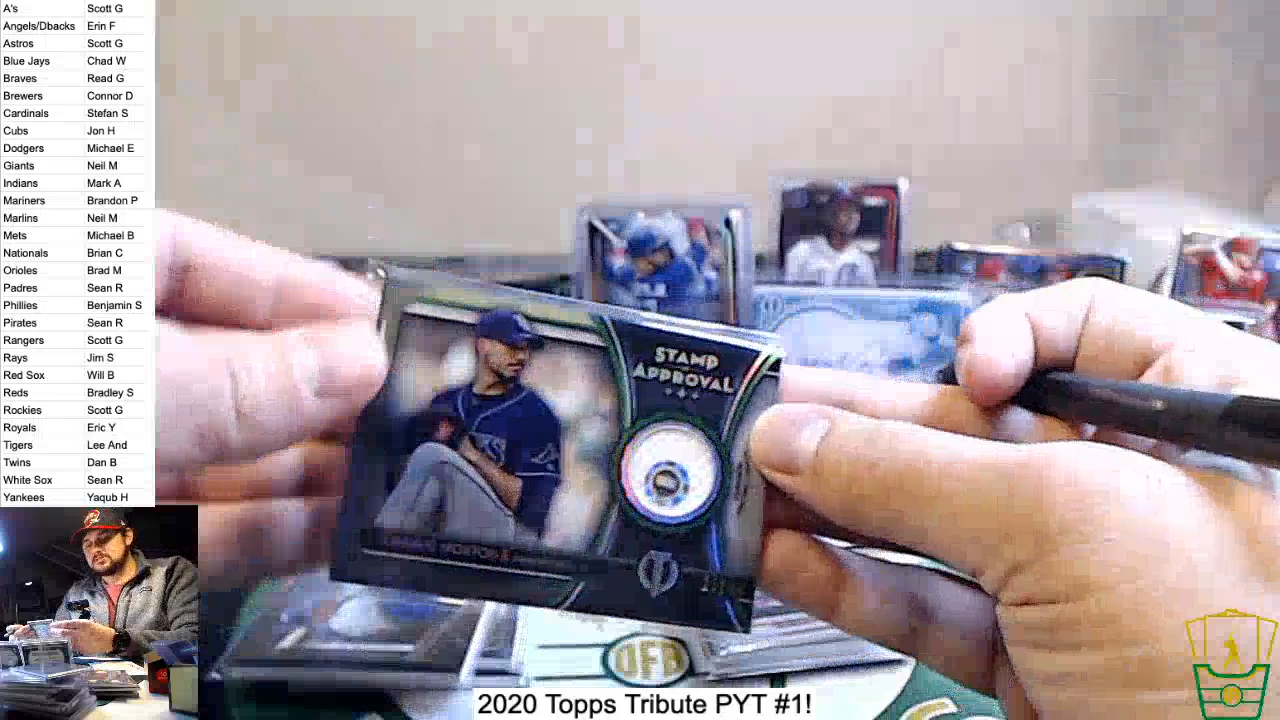 A's Scott G
Angels/Dbacks Erin F
Astros Scott G
Blue Jays Chad W
Braves Read G
Brewers Connor D
Cardinals Stefan S
Cubs Jon H
Dodgers Michael E
Giants Neil M
Indians Mark A
Mariners Brandon P
Marlins Neil M
Mets Michael B
Nationals Brian C
Orioles Brad M
Padres Sean R
Phillies Benjamin S
Pirates Sean R
Rangers Scott G
Rays Jim S
Red Sox Will B
Reds Bradley S
Rockies Scott G
Royals Eric Y
Tigers Lee And
Twins Dan B
White Sox Sean R
Yankees Yaqub H
STAMP
APPROVAL
2020 Topps Tribute PYT #1!